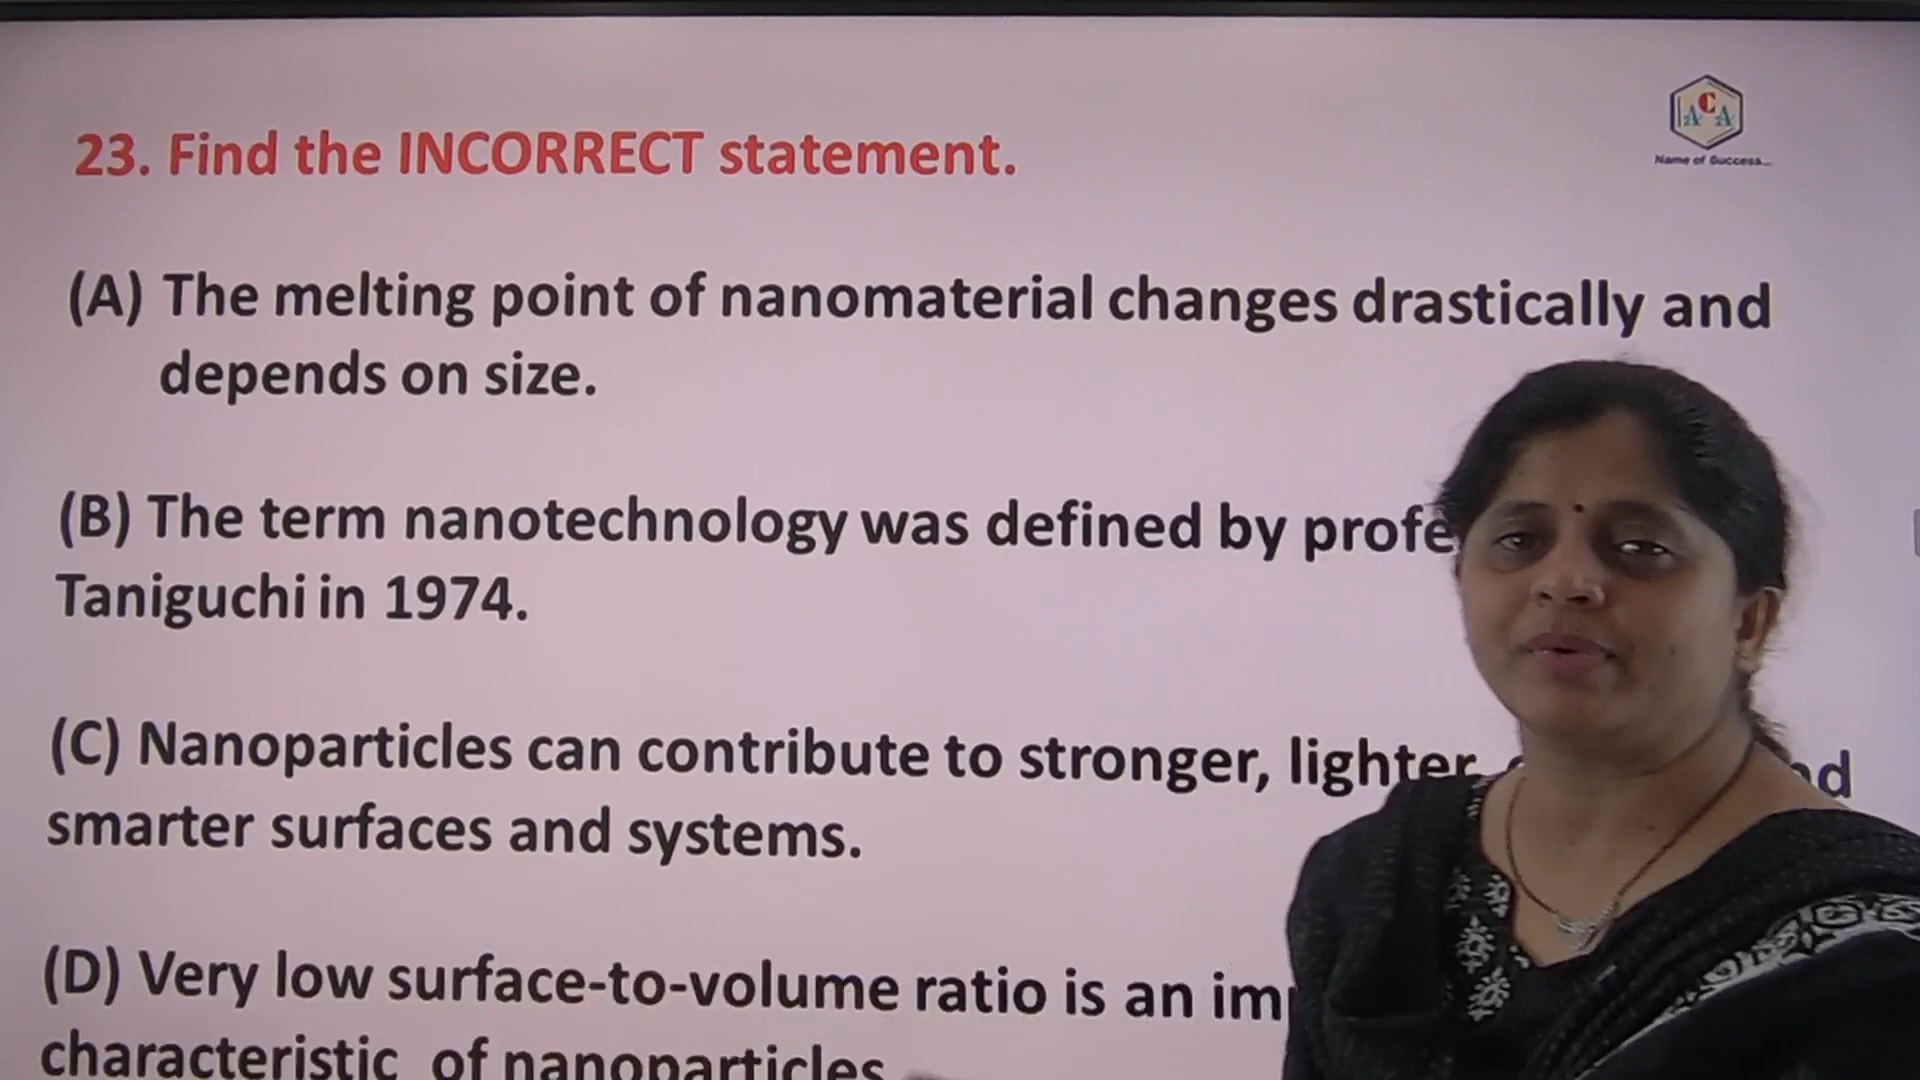 ACA
Name of Success...
23. Find the INCORRECT statement.
(A) The melting point of nanomaterial changes drastically and
depends on size.
(B) The term nanotechnology was defined by profe
Taniguchi in 1974.
(C) Nanoparticles can contribute to stronger, lighter
smarter surfaces and systems.
(D) Very low surface-to-volume ratio is an im
characteristic of nanoparticles